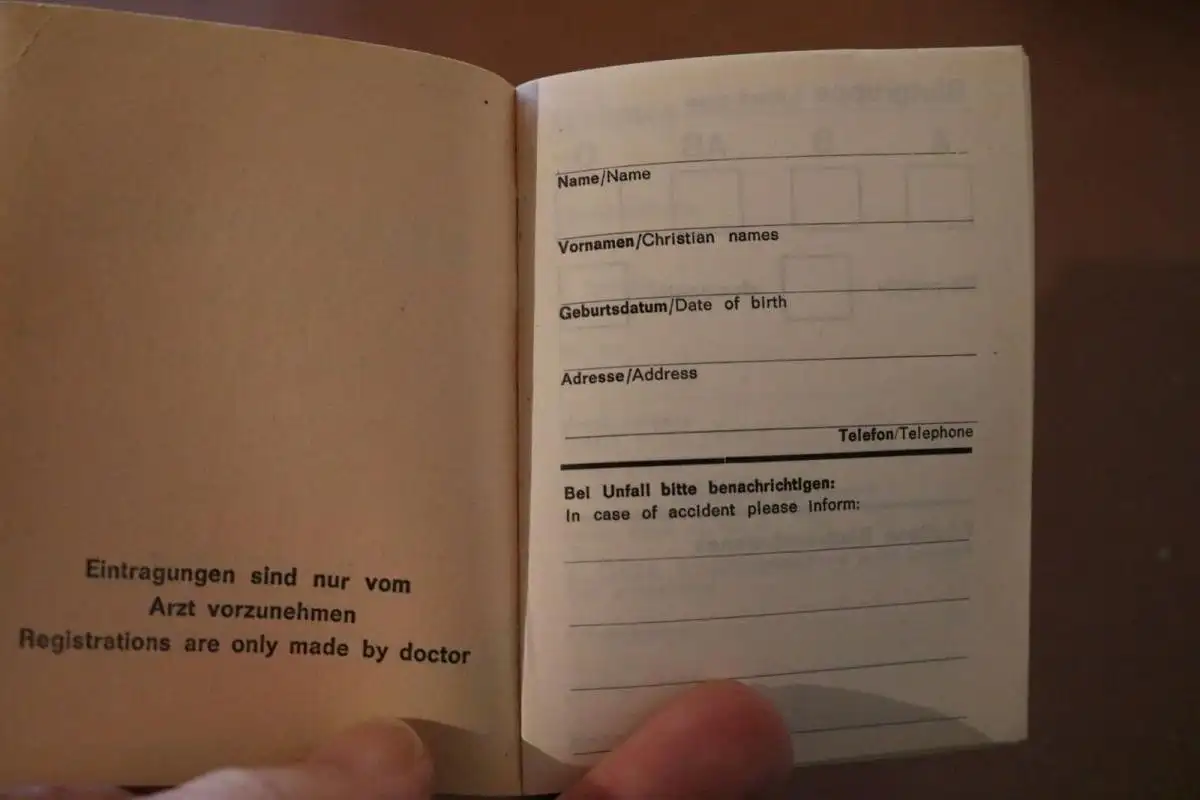 Eintragungen sind nur vom
Arzt vorzunehmen
Registrations are only made by doctor
Name/Name
Vornamen/Christian names
Geburtsdatum/Date of birth
Adresse/Address
Telefon/Telephone
Bei Unfall bitte benachrichtigen:
In case of accident please inform: